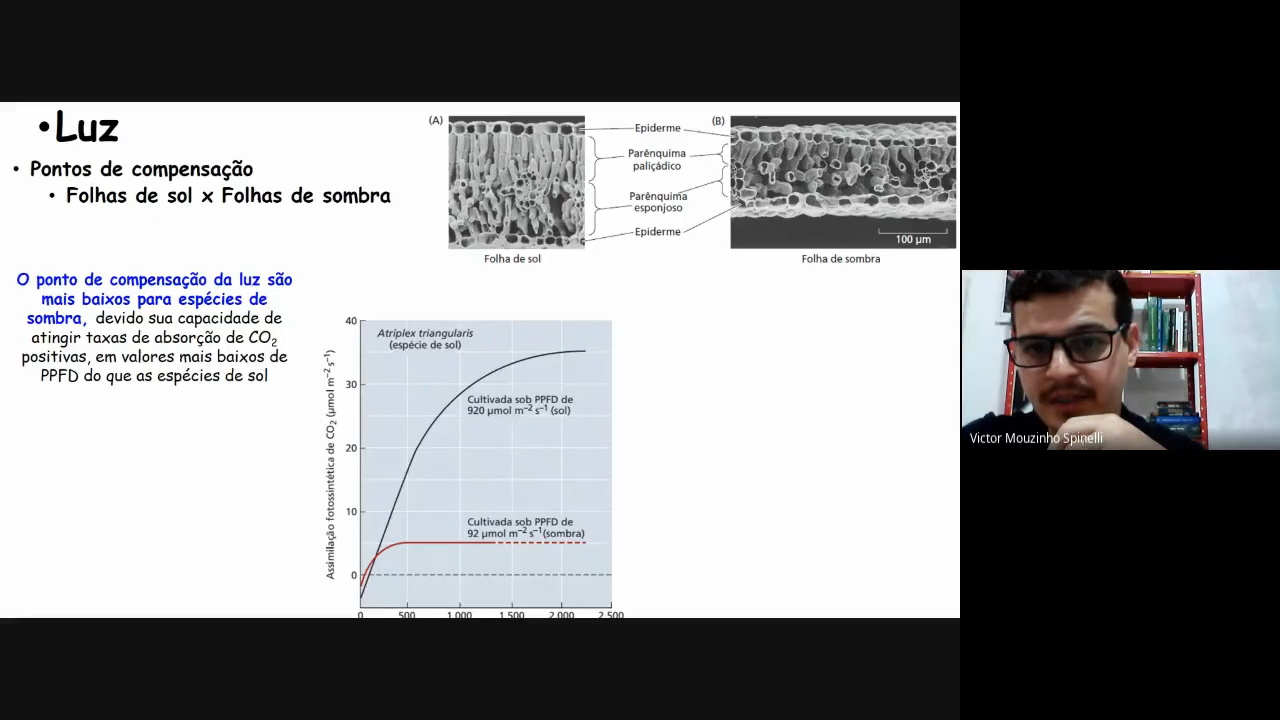 •Luz
• Pontos de compensação
• Folhas de sol x Folhas de sombra
O ponto de compensação da luz são
mais baixos para espécies de
sombra, devido sua capacidade de
atingir taxas de absorção de CO₂
positivas, em valores mais baixos de
PPFD do que as espécies de sol
(A)
Epiderme
Parênquima
paliçádico
Parênquima
esponjoso
Epiderme
Folha de sol
(B)
100 µm
Folha de sombra
Assimilação fotossintética de CO₂ (µmol m⁻² s⁻¹)
40
30
20
10
0
Atriplex triangularis
(espécie de sol)
Cultivada sob PPFD de
920 µmol m⁻² s⁻¹ (sol)
Cultivada sob PPFD de
92 µmol m⁻² s⁻¹(sombra)
0 500 1.000 1.500 2.000 2.500
Victor Mouzinho Spinelli